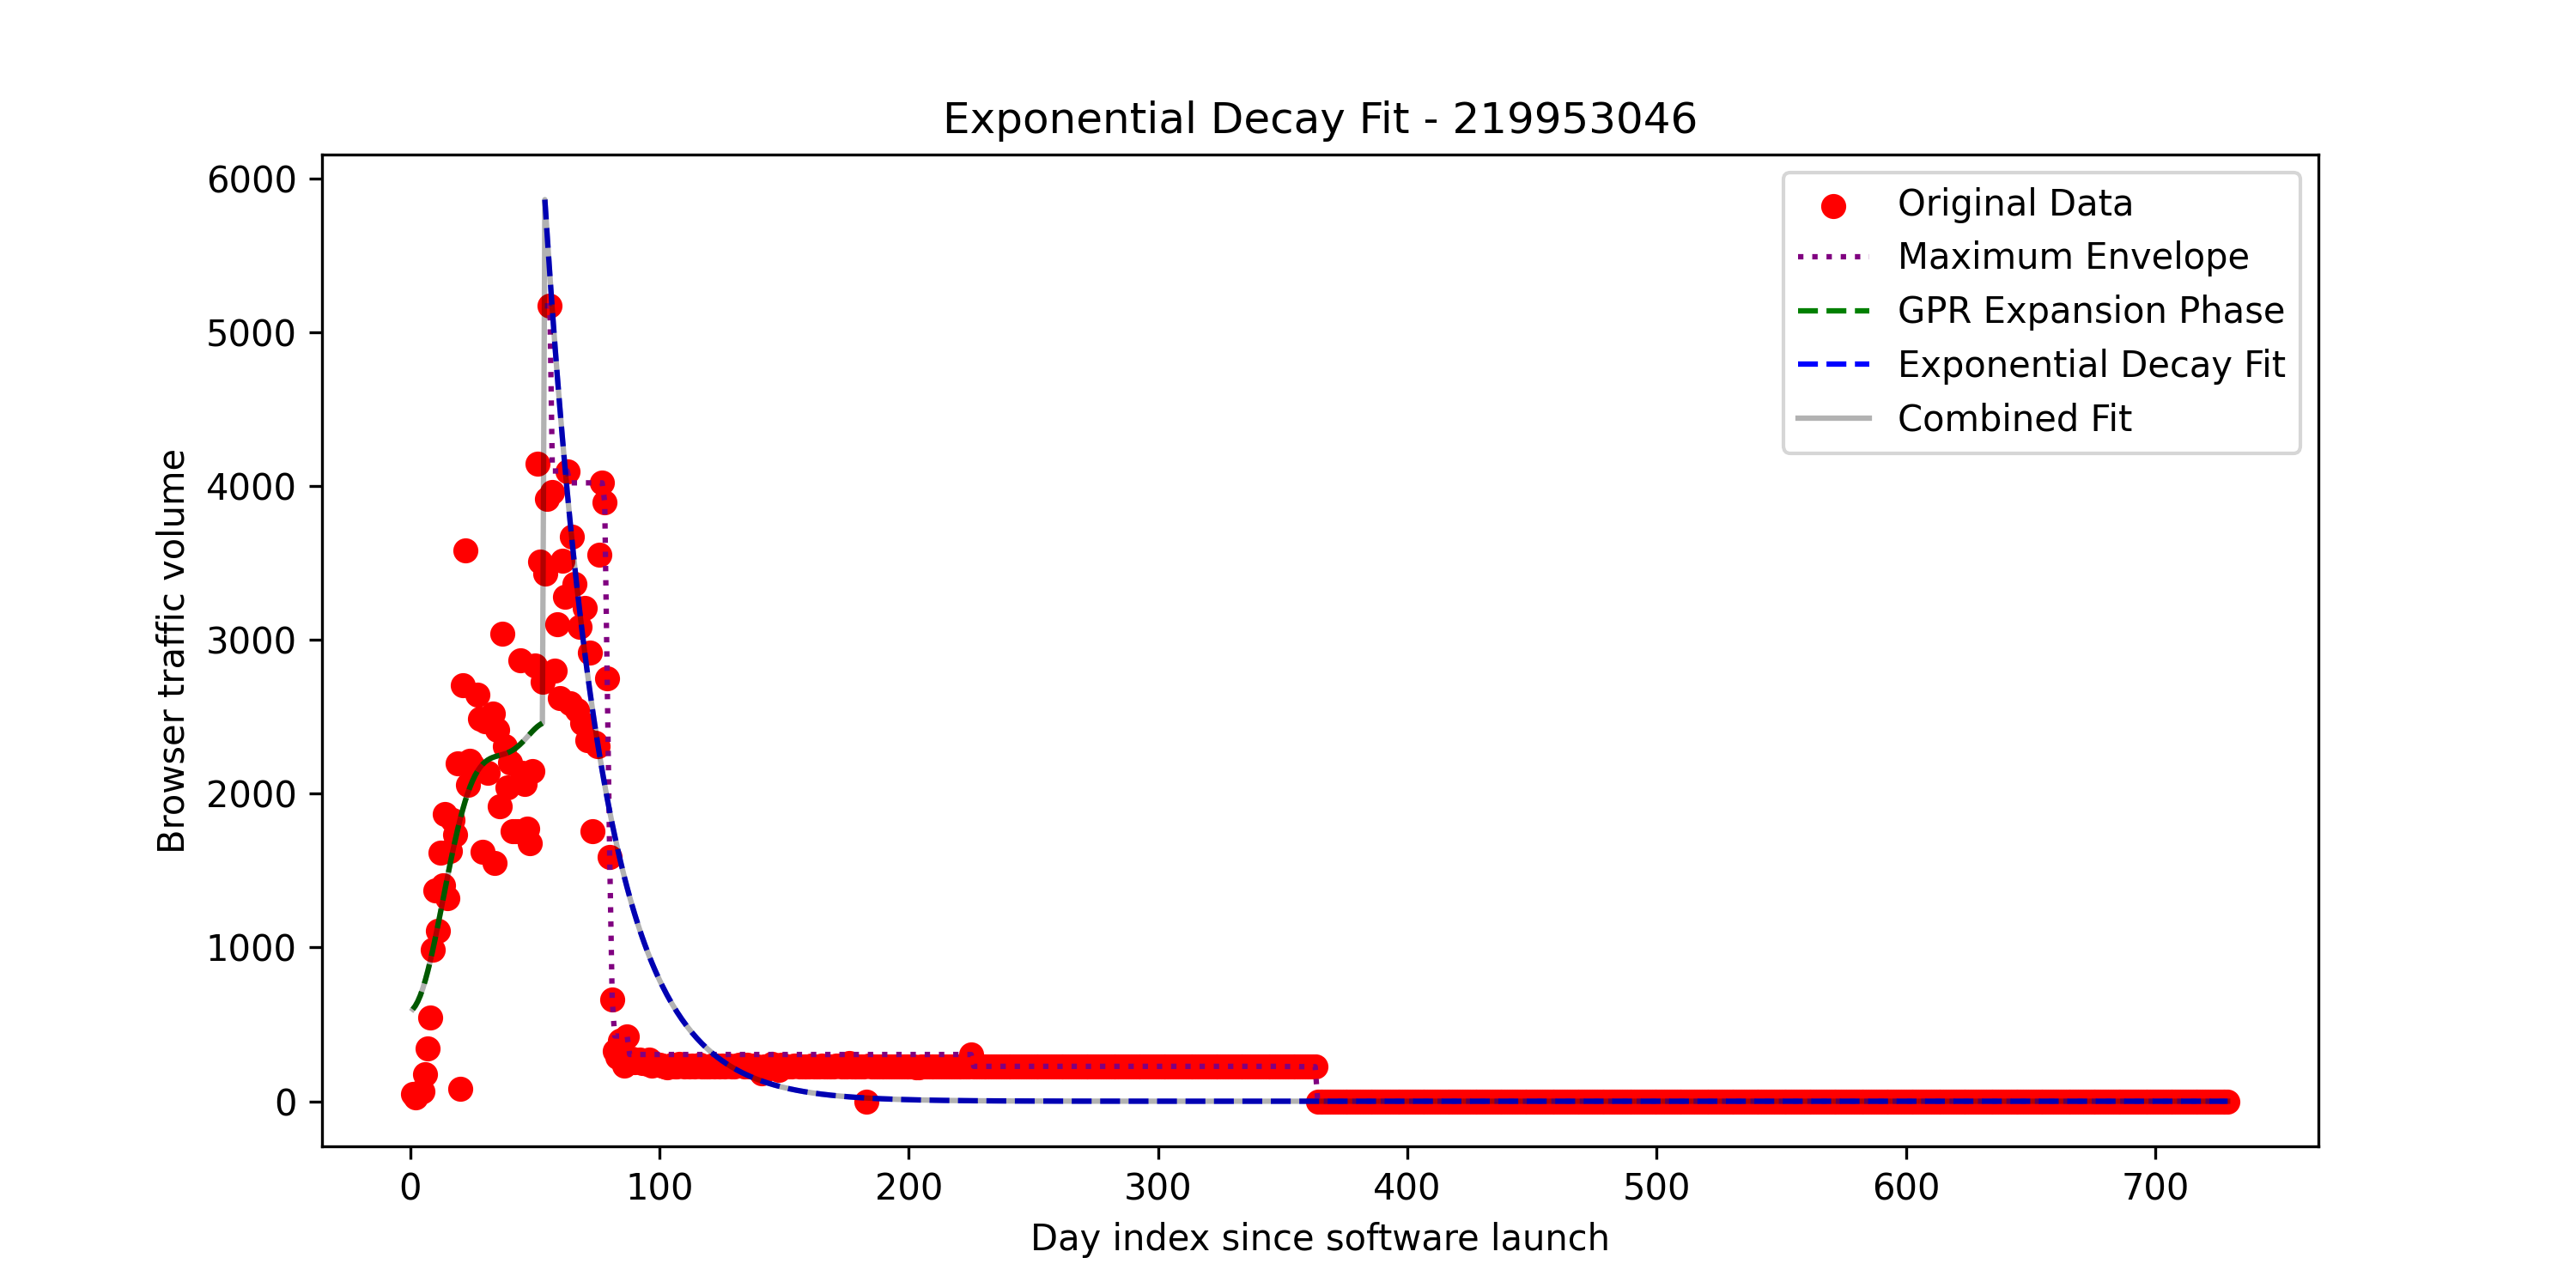 Exponential Decay Fit - 219953046
Original Data
Maximum Envelope
GPR Expansion Phase
Exponential Decay Fit
Combined Fit
Browser traffic volume
6000
5000
4000
3000
2000
1000
0
0 100 200 300 400 500 600 700
Day index since software launch